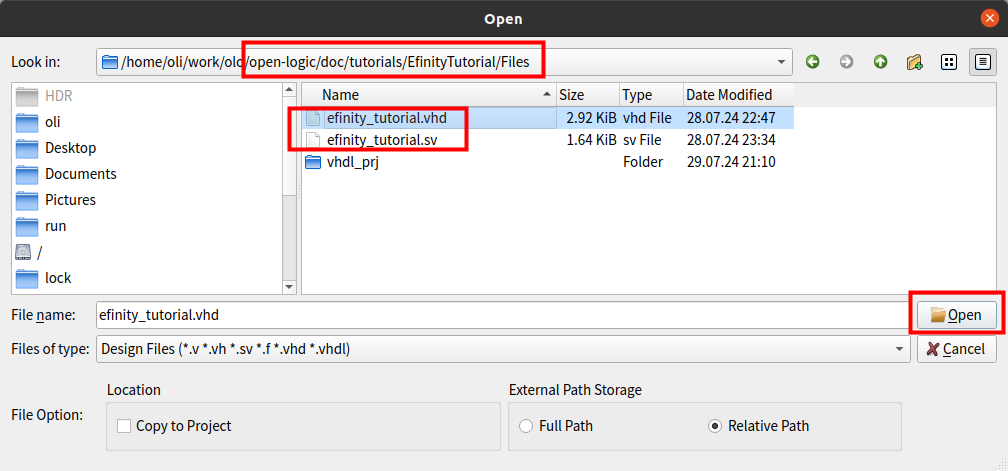 Open
Look in: /home/oli/work/olo/open-logic/doc/tutorials/EfinityTutorial/Files
HDR
oli
Desktop
Documents
Pictures
run
/
lock
Name Size Type Date Modified
efinity_tutorial.vhd 2.92 KiB vhd File 28.07.24 22:47
efinity_tutorial.sv 1.64 KiB sv File 28.07.24 23:34
vhdl_prj Folder 29.07.24 21:10
File name: efinity_tutorial.vhd Open
Files of type: Design Files (*.v *.vh *.sv *.f *.vhd *.vhdl) Cancel
Location External Path Storage
File Option: Copy to Project Full Path Relative Path